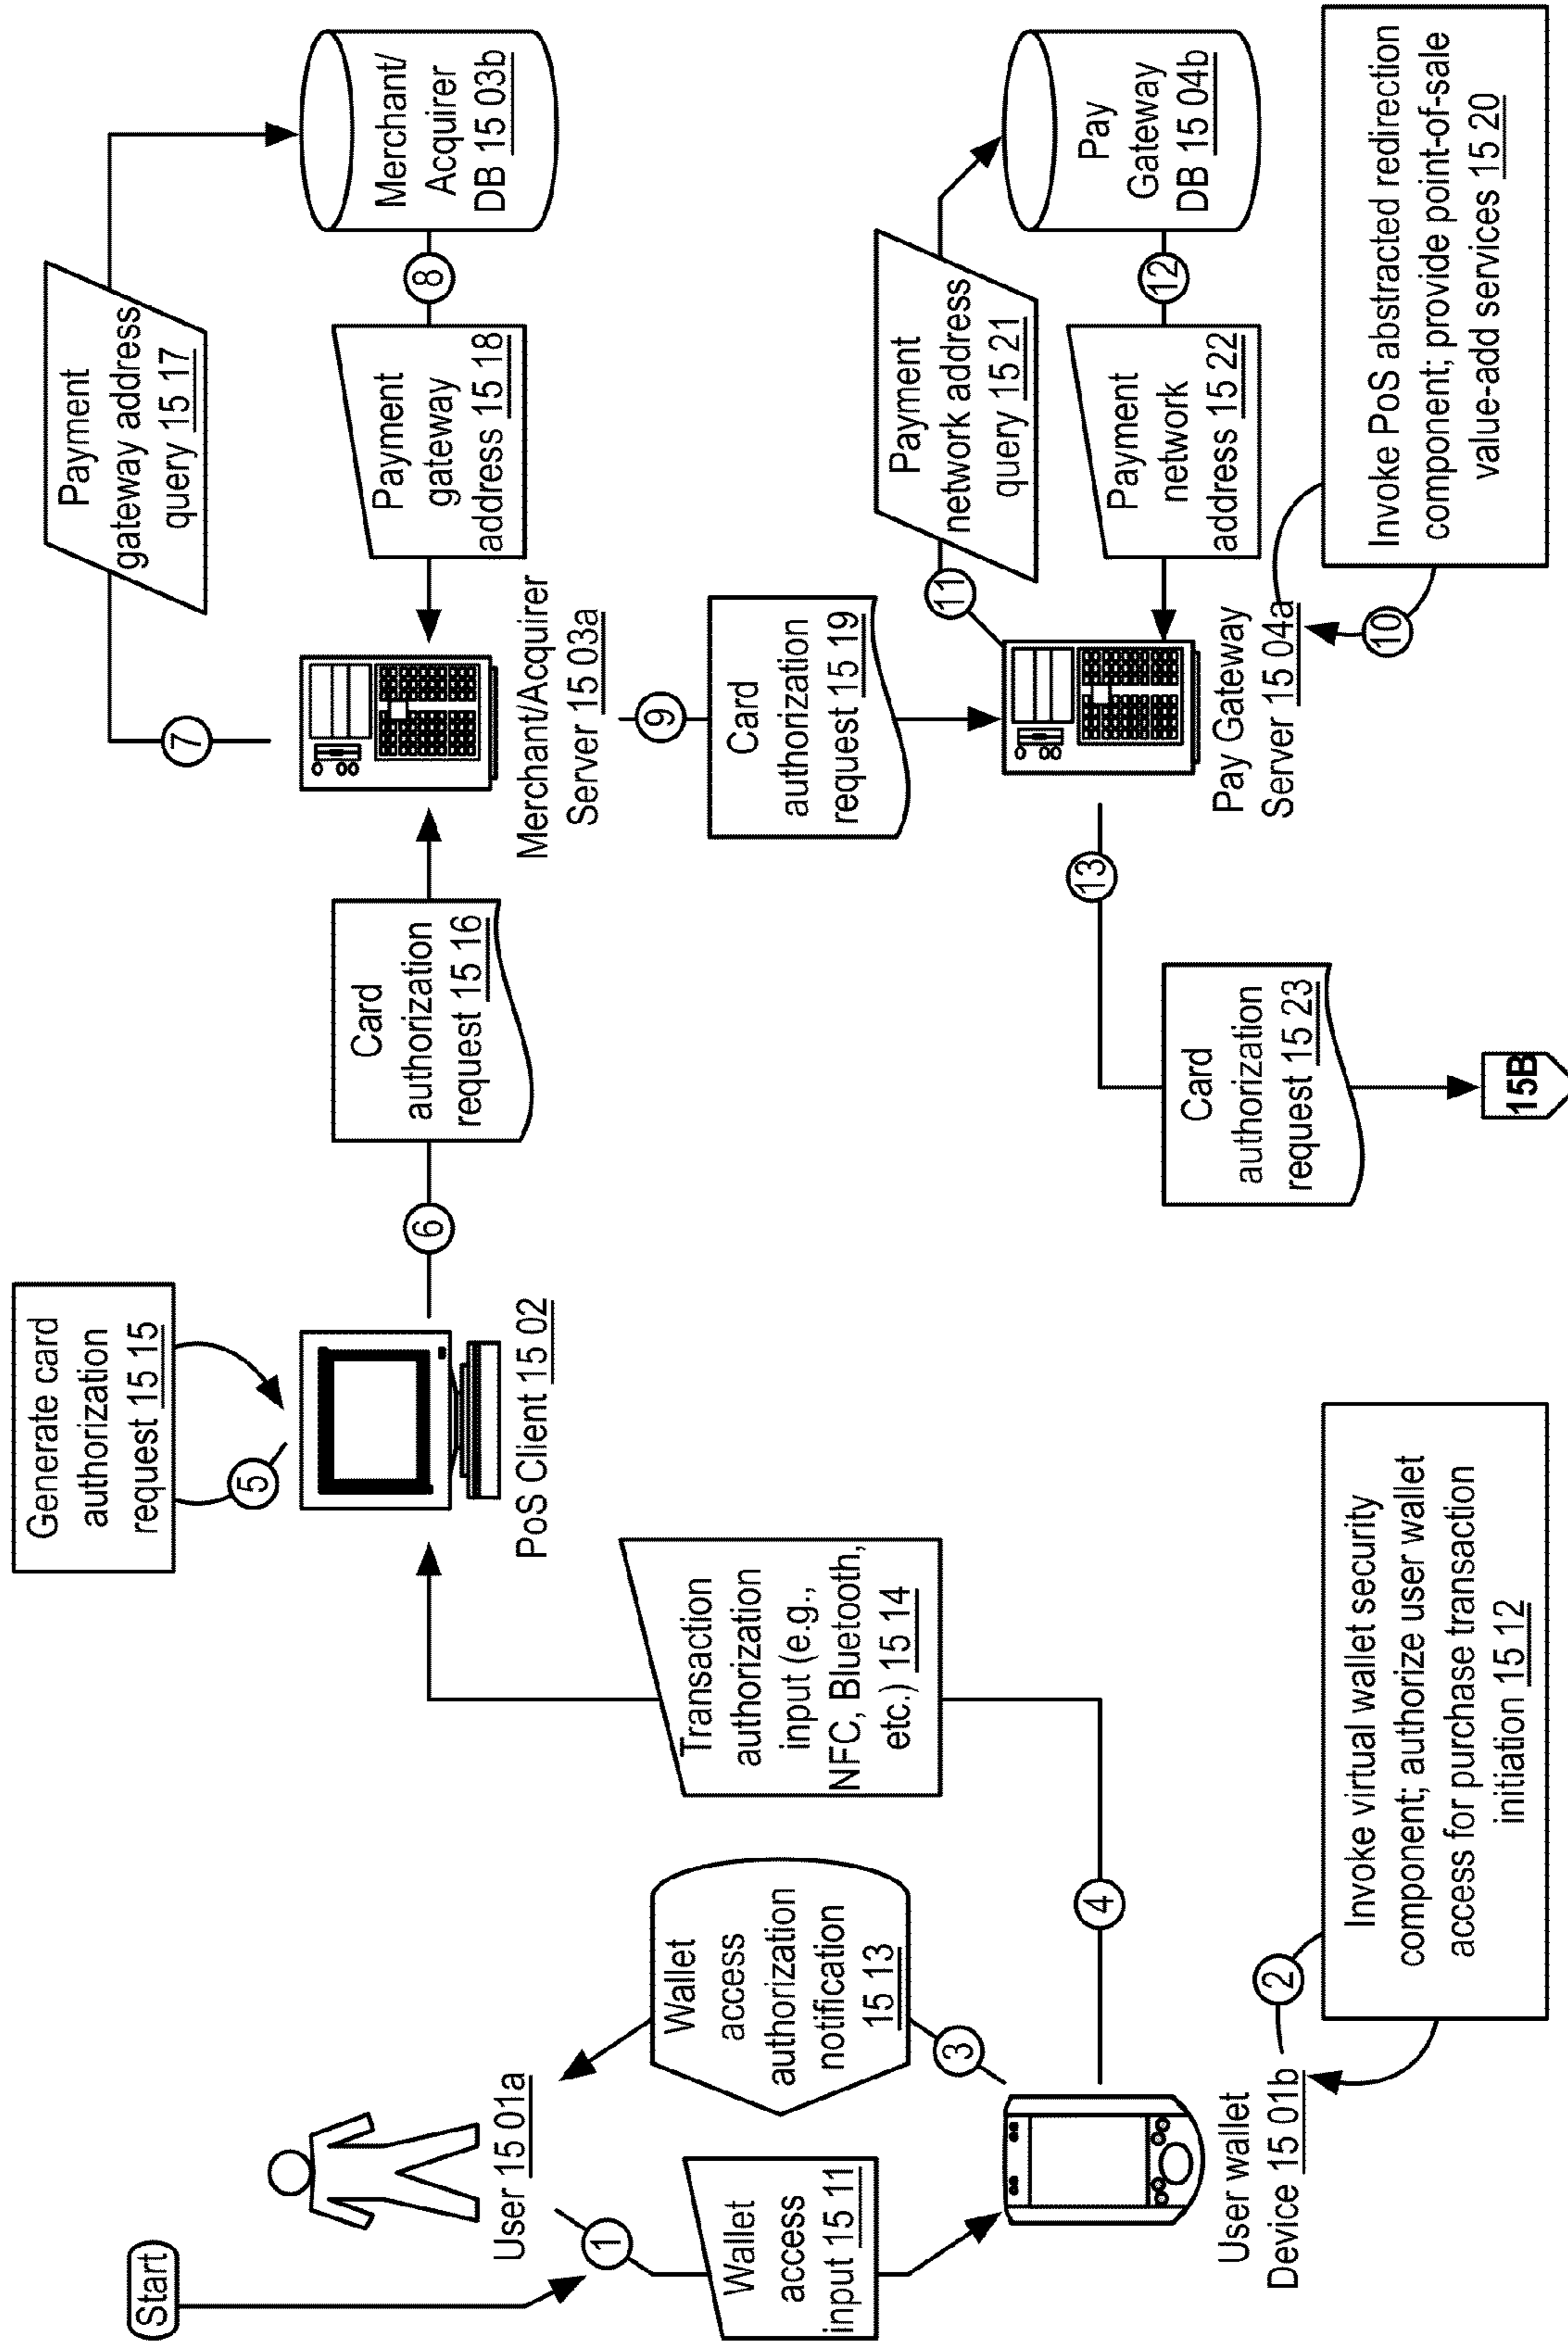 Start
User 15 01a
1
Wallet
access
input 15 11
User wallet
Device 15 01b
2
Invoke virtual wallet security
component; authorize user wallet
access for purchase transaction
initiation 15 12
3
Wallet
access
authorization
notification
15 13
4
Transaction
authorization
input (e.g.,
NFC, Bluetooth,
etc.) 15 14
PoS Client 15 02
5
Generate card
authorization
request 15 15
6
Card
authorization
request 15 16
Merchant/Acquirer
Server 15 03a
7
Payment
gateway address
query 15 17
Merchant/
Acquirer
DB 15 03b
8
Payment
gateway
address 15 18
9
Card
authorization
request 15 19
Pay Gateway
Server 15 04a
10
Invoke PoS abstracted redirection
component; provide point-of-sale
value-add services 15 20
11
Payment
network address
query 15 21
Pay
Gateway
DB 15 04b
12
Payment
network
address 15 22
13
Card
authorization
request 15 23
15B